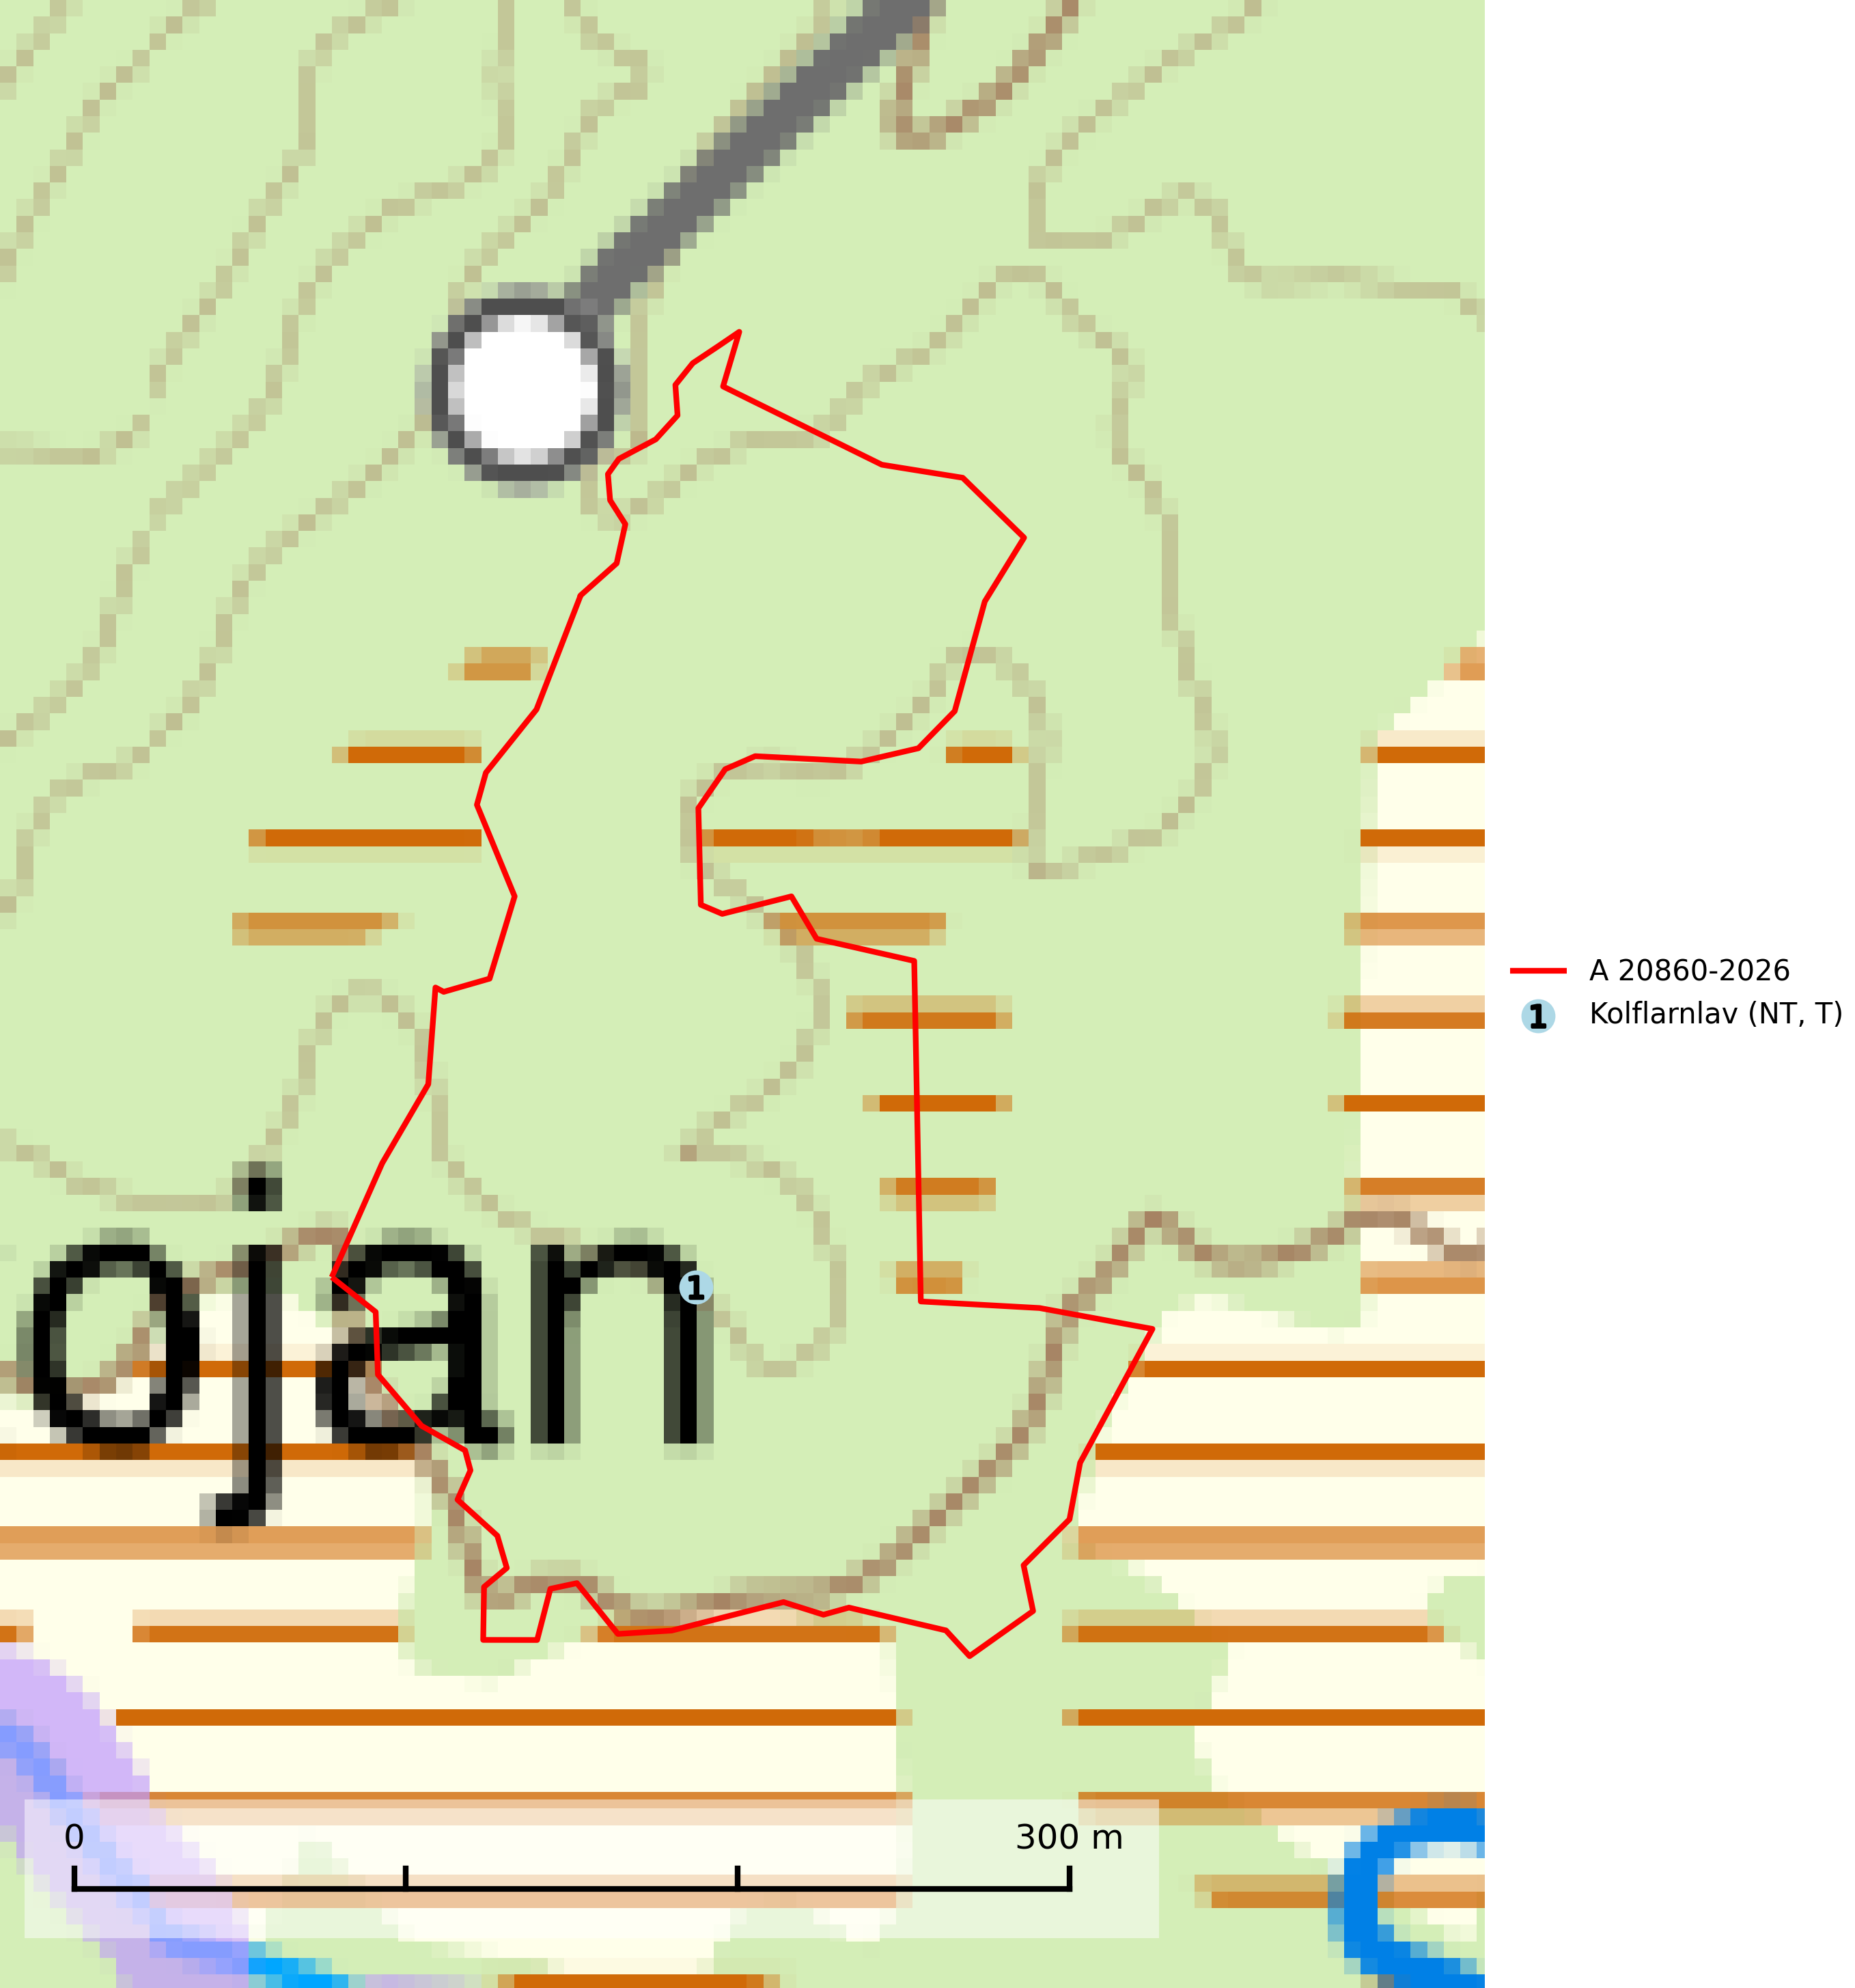 ojan
A 20860-2026
1 Kolflarnlav (NT, T)
1
0 300 m